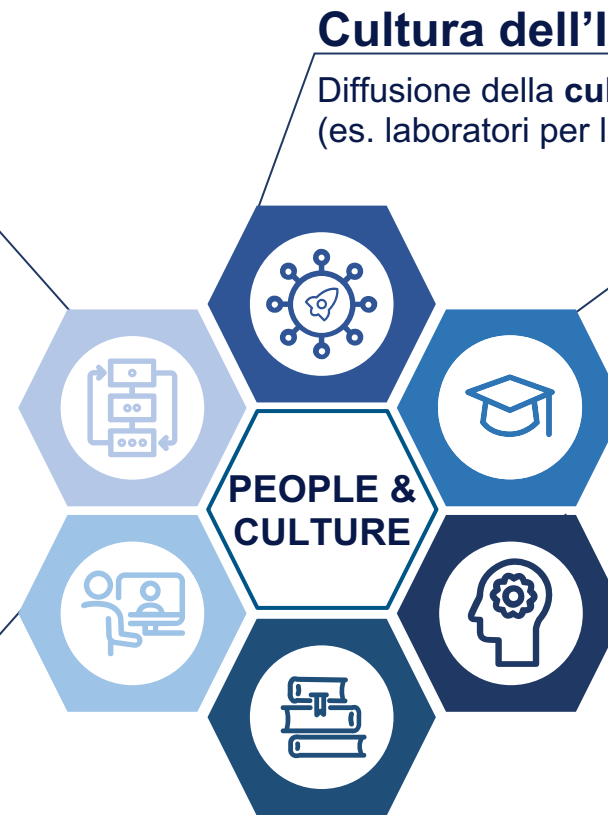 Cultura dell’I
Diffusione della cul
(es. laboratori per l
PEOPLE &
CULTURE